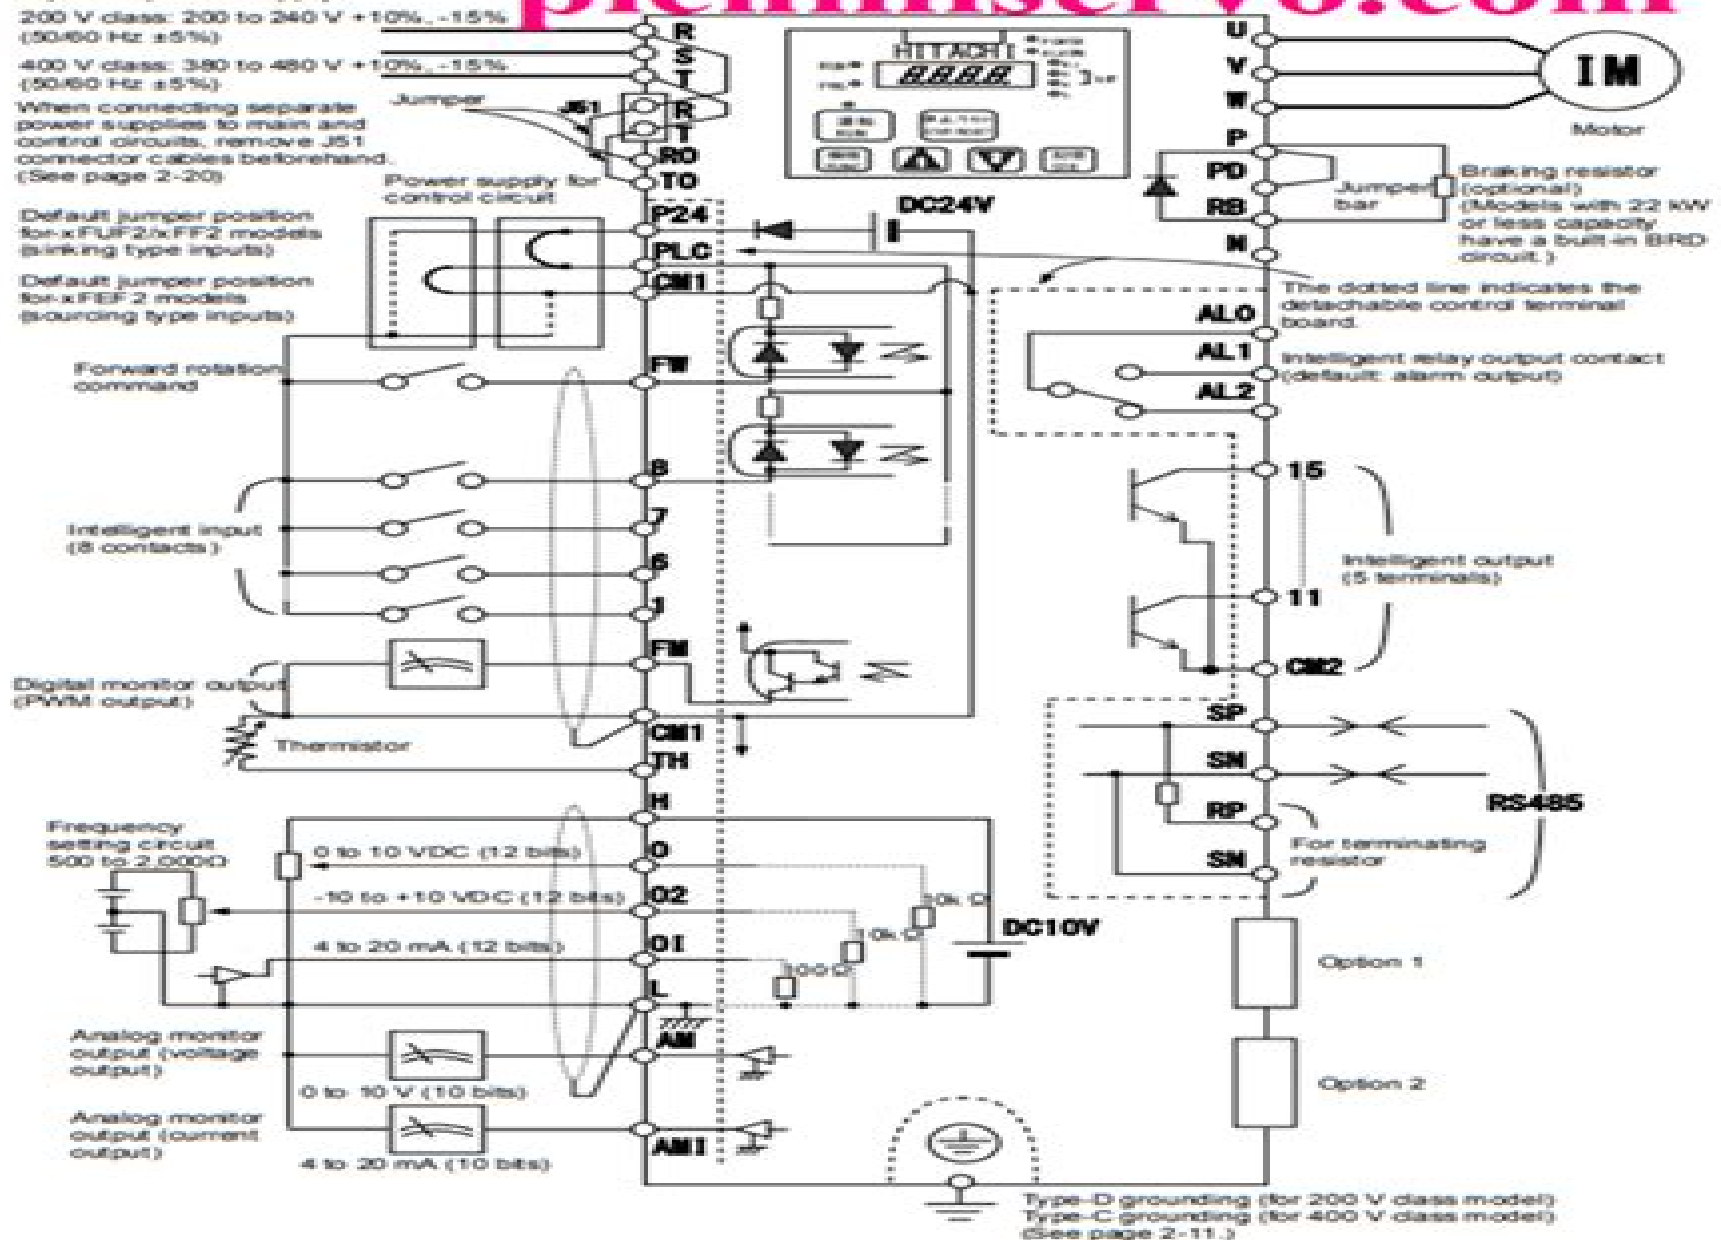 plcmmservo.com
200 V class: 200 to 240 V +10%, -15%
(50/60 Hz ±5%)
400 V class: 380 to 480 V +10%, -15%
(50/60 Hz ±5%)
When connecting separate
power supplies to main and
control circuits, remove J51
connector cables beforehand.
(See page 2-20)
Jumper
J51
R
S
T
R
T
RO
TO
Power supply for
control circuit
Default jumper position
for xFUF2/xFF2 models
(sinking type inputs)
Default jumper position
for xFEF2 models
(sourcing type inputs)
P24
PLC
CM1
DC24V
HITACHI
8.8.8.8.
U
V
W
IM
Motor
P
PD
RB
N
Jumper
bar
Braking resistor
(optional)
(Models with 22 kW
or less capacity
have a built-in BRD
circuit.)
The dotted line indicates the
detachable control terminal
board.
AL0
AL1
AL2
Intelligent relay output contact
(default: alarm output)
Forward rotation
command
FW
8
7
6
1
Intelligent input
(8 contacts)
15
11
CM2
Intelligent output
(5 terminals)
FM
Digital monitor output
(PWM output)
CM1
Thermistor
TH
SP
SN
RP
SN
RS485
For terminating
resistor
Frequency
setting circuit
500 to 2,000Ω
H
0 to 10 VDC (12 bits)
O
-10 to +10 VDC (12 bits)
O2
4 to 20 mA (12 bits)
OI
L
10k Ω
10k Ω
100Ω
DC10V
Option 1
Option 2
Analog monitor
output (voltage
output)
AM
0 to 10 V (10 bits)
Analog monitor
output (current
output)
AMI
4 to 20 mA (10 bits)
Type-D grounding (for 200 V class model)
Type-C grounding (for 400 V class model)
(See page 2-11.)